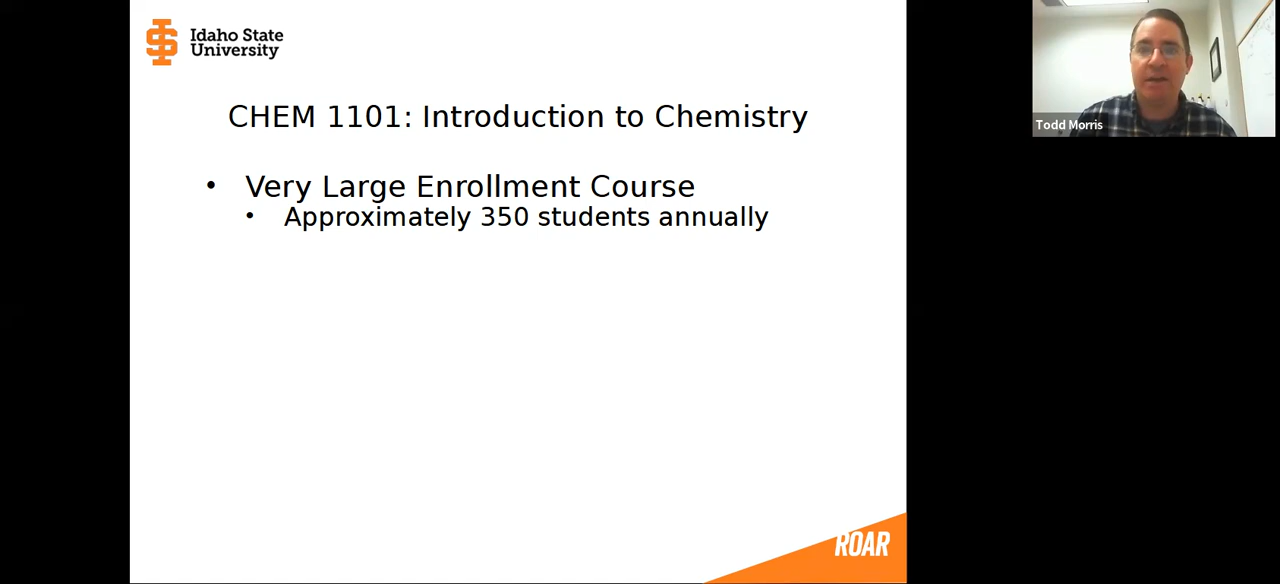 Idaho State
University
CHEM 1101: Introduction to Chemistry
• Very Large Enrollment Course
• Approximately 350 students annually
ROAR
Todd Morris